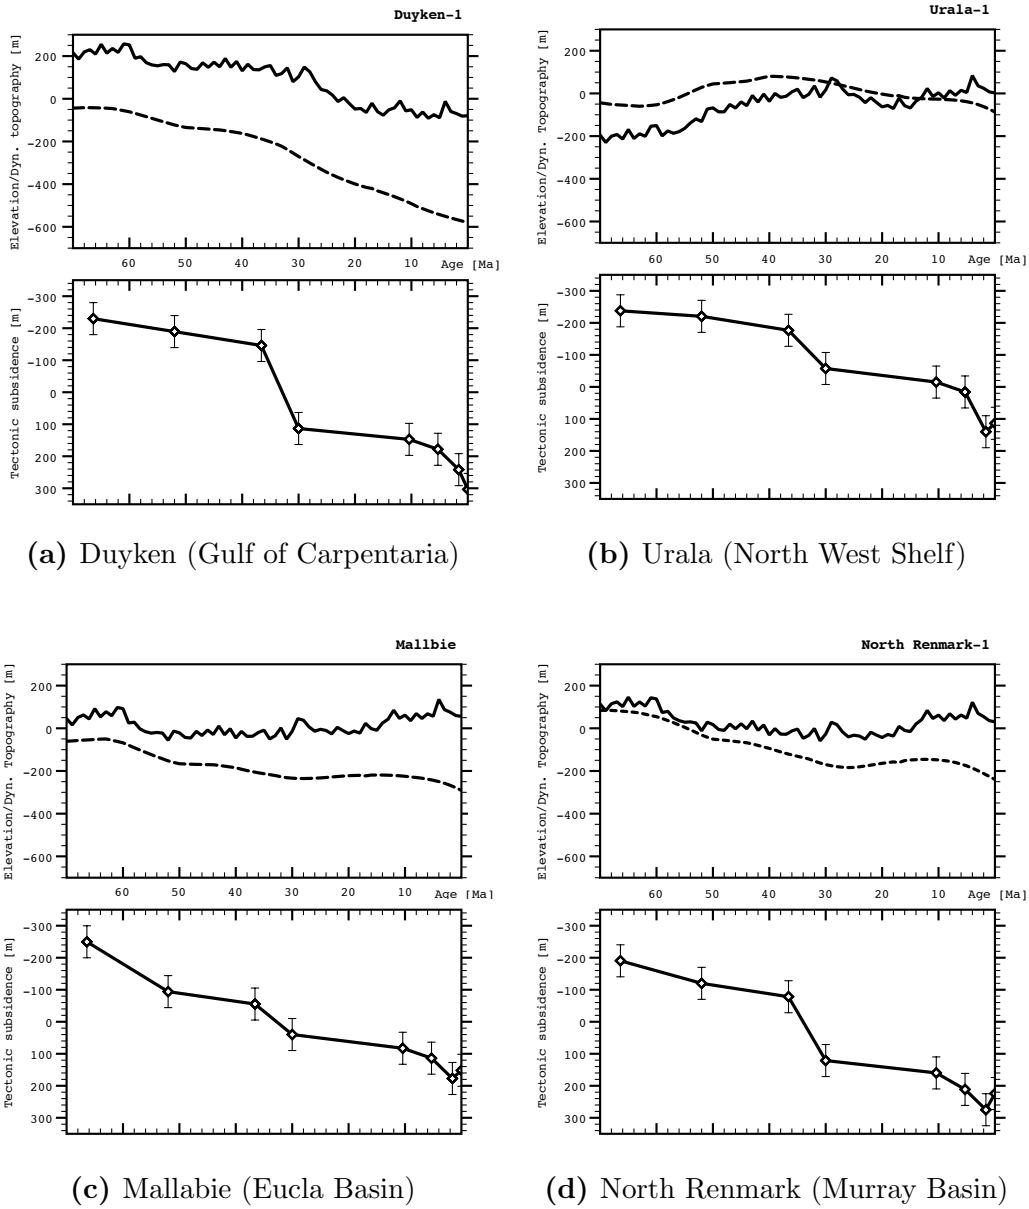 Duyken-1
Elevation/Dyn. topography [m]
200
0
-200
-400
-600
60 50 40 30 20 10 Age [Ma]
Tectonic subsidence [m]
-300
-200
-100
0
100
200
300
(a) Duyken (Gulf of Carpentaria)
Urala-1
Elevation/Dyn. Topography [m]
200
0
-200
-400
-600
60 50 40 30 20 10 Age [Ma]
Tectonic subsidence [m]
-300
-200
-100
0
100
200
300
(b) Urala (North West Shelf)
Mallbie
Elevation/Dyn. Topography [m]
200
0
-200
-400
-600
60 50 40 30 20 10 Age [Ma]
Tectonic subsidence [m]
-300
-200
-100
0
100
200
300
(c) Mallabie (Eucla Basin)
North Renmark-1
Elevation/Dyn. Topography [m]
200
0
-200
-400
-600
60 50 40 30 20 10 Age [Ma]
Tectonic subsidence [m]
-300
-200
-100
0
100
200
300
(d) North Renmark (Murray Basin)